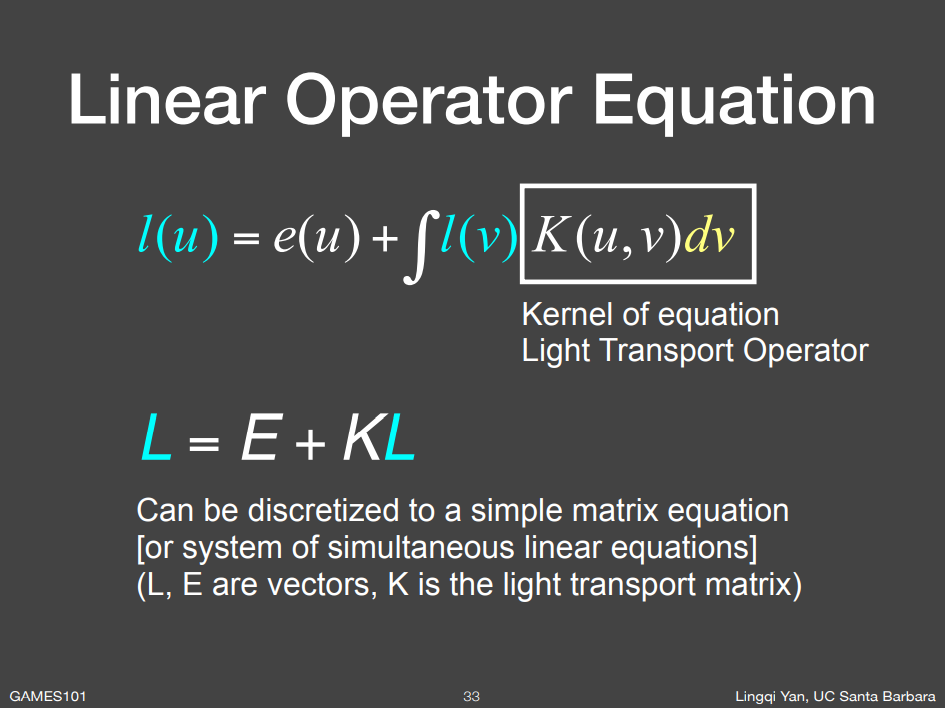 Linear Operator Equation
l(u) = e(u) + ∫ l(v) K(u,v)dv
Kernel of equation
Light Transport Operator
L = E + KL
Can be discretized to a simple matrix equation
[or system of simultaneous linear equations]
(L, E are vectors, K is the light transport matrix)
GAMES101
33
Lingqi Yan, UC Santa Barbara